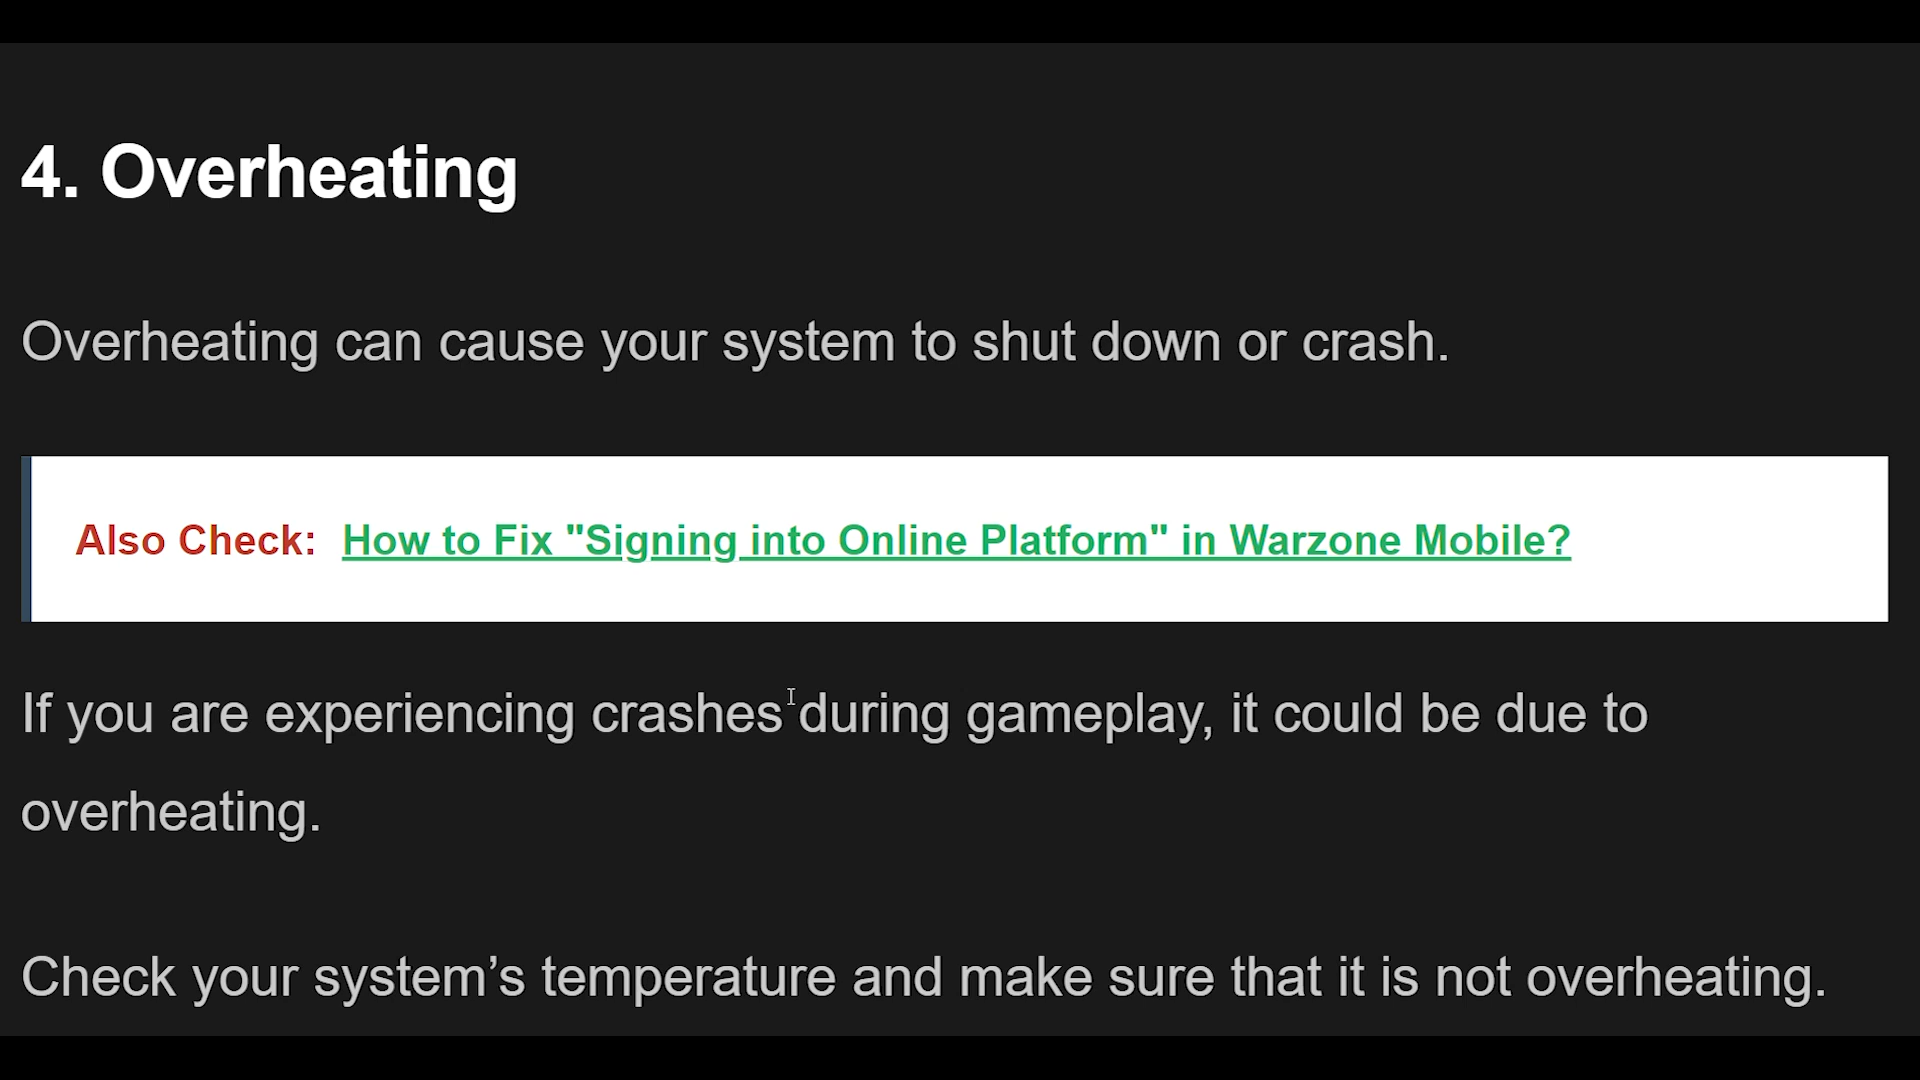 4. Overheating
Overheating can cause your system to shut down or crash.
Also Check: How to Fix "Signing into Online Platform" in Warzone Mobile?
If you are experiencing crashes during gameplay, it could be due to
overheating.
Check your system’s temperature and make sure that it is not overheating.